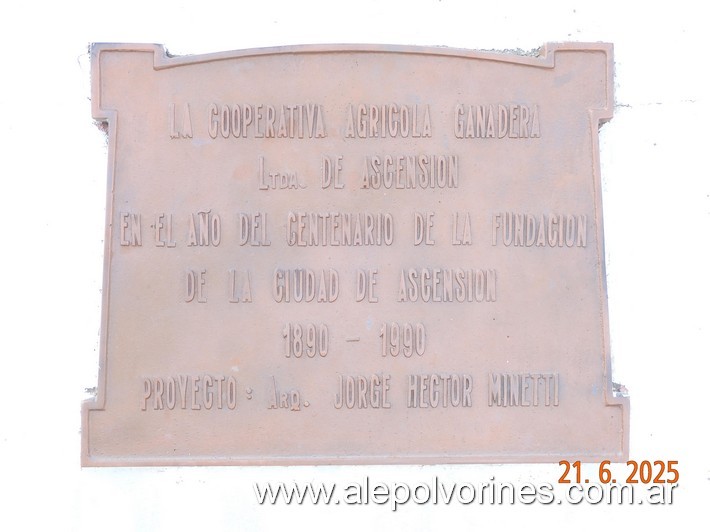 LA COOPERATIVA AGRICOLA GANADERA
LTDA. DE ASCENSION
EN EL AÑO DEL CENTENARIO DE LA FUNDACION
DE LA CIUDAD DE ASCENSION
1890 - 1990
PROYECTO: ARQ. JORGE HECTOR MINETTI
21. 6. 2025
www.alepolvorines.com.ar